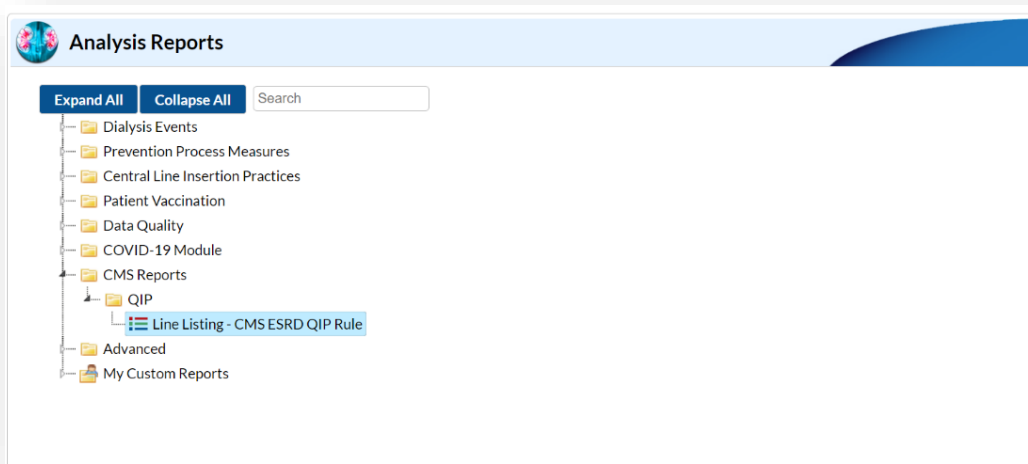 Analysis Reports
Expand All Collapse All Search
Dialysis Events
Prevention Process Measures
Central Line Insertion Practices
Patient Vaccination
Data Quality
COVID-19 Module
CMS Reports
QIP
Line Listing - CMS ESRD QIP Rule
Advanced
My Custom Reports